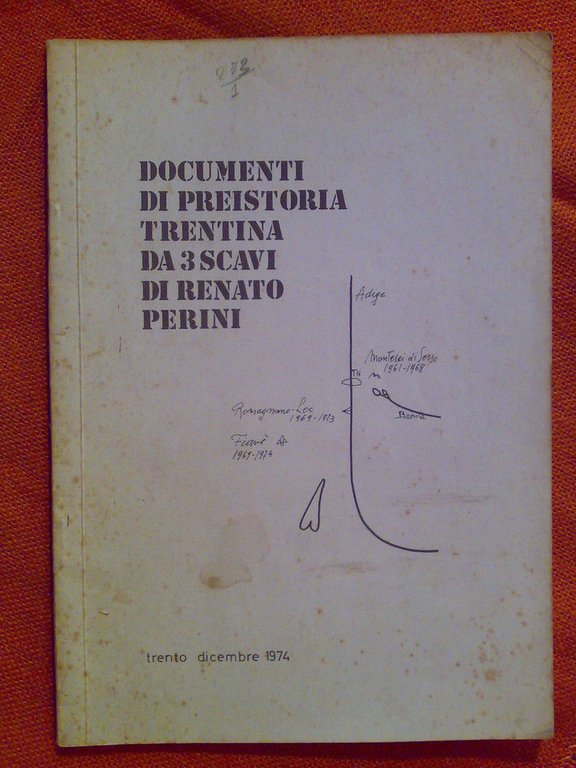 DOCUMENTI
DI PREISTORIA
TRENTINA
DA 3 SCAVI
DI RENATO
PERINI
Adige
Montesei di Serso
1961-1968
TN
Brenta
Romagnano-Loc
1969-1973
Fiavé
1969-1974
trento dicembre 1974